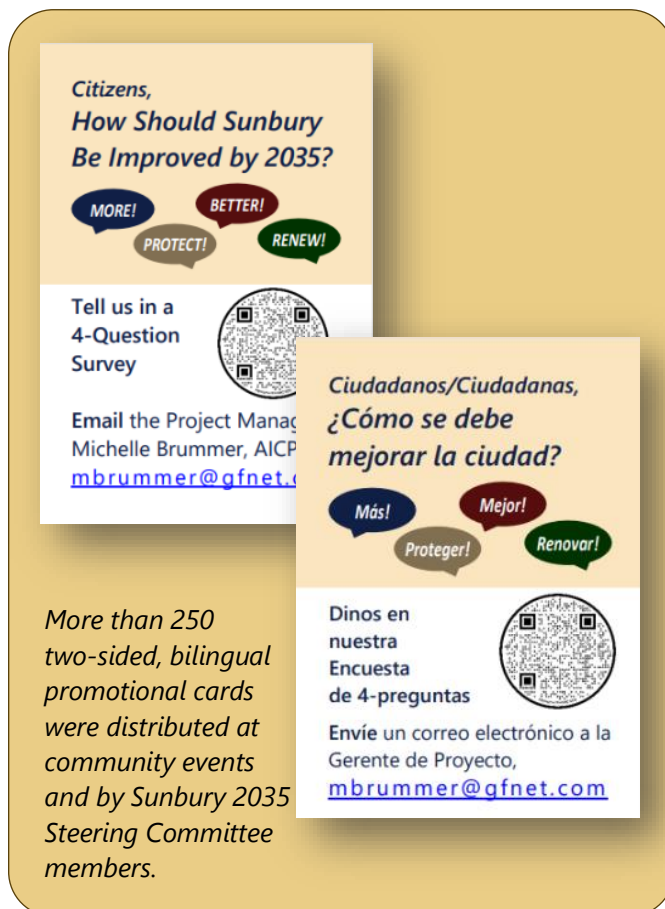 Citizens,
How Should Sunbury
Be Improved by 2035?
MORE!
BETTER!
PROTECT!
RENEW!
Tell us in a
4-Question
Survey
Email the Project Manag
Michelle Brummer, AICP
mbrummer@gfnet.
Ciudadanos/Ciudadanas,
¿Cómo se debe
mejorar la ciudad?
Más!
Mejor!
Proteger!
Renovar!
Dinos en
nuestra
Encuesta
de 4-preguntas
Envíe un correo electrónico a la
Gerente de Proyecto,
mbrummer@gfnet.com
More than 250
two-sided, bilingual
promotional cards
were distributed at
community events
and by Sunbury 2035
Steering Committee
members.